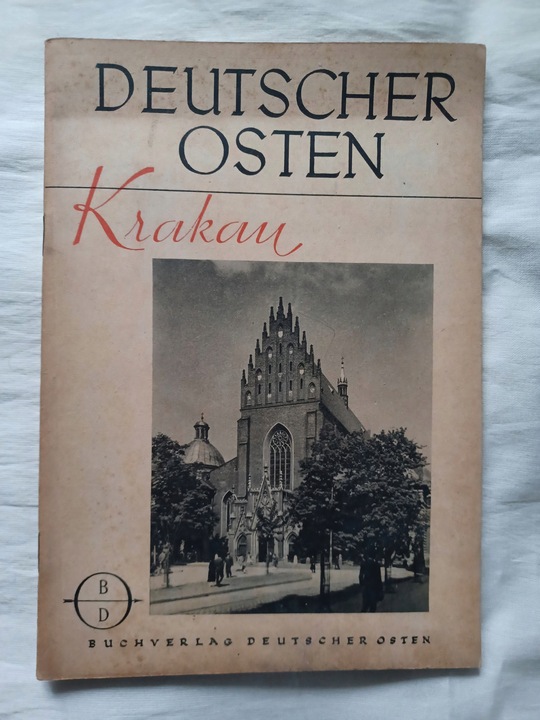 DEUTSCHER
OSTEN
Krakau
B
D
BUCHVERLAG DEUTSCHER OSTEN